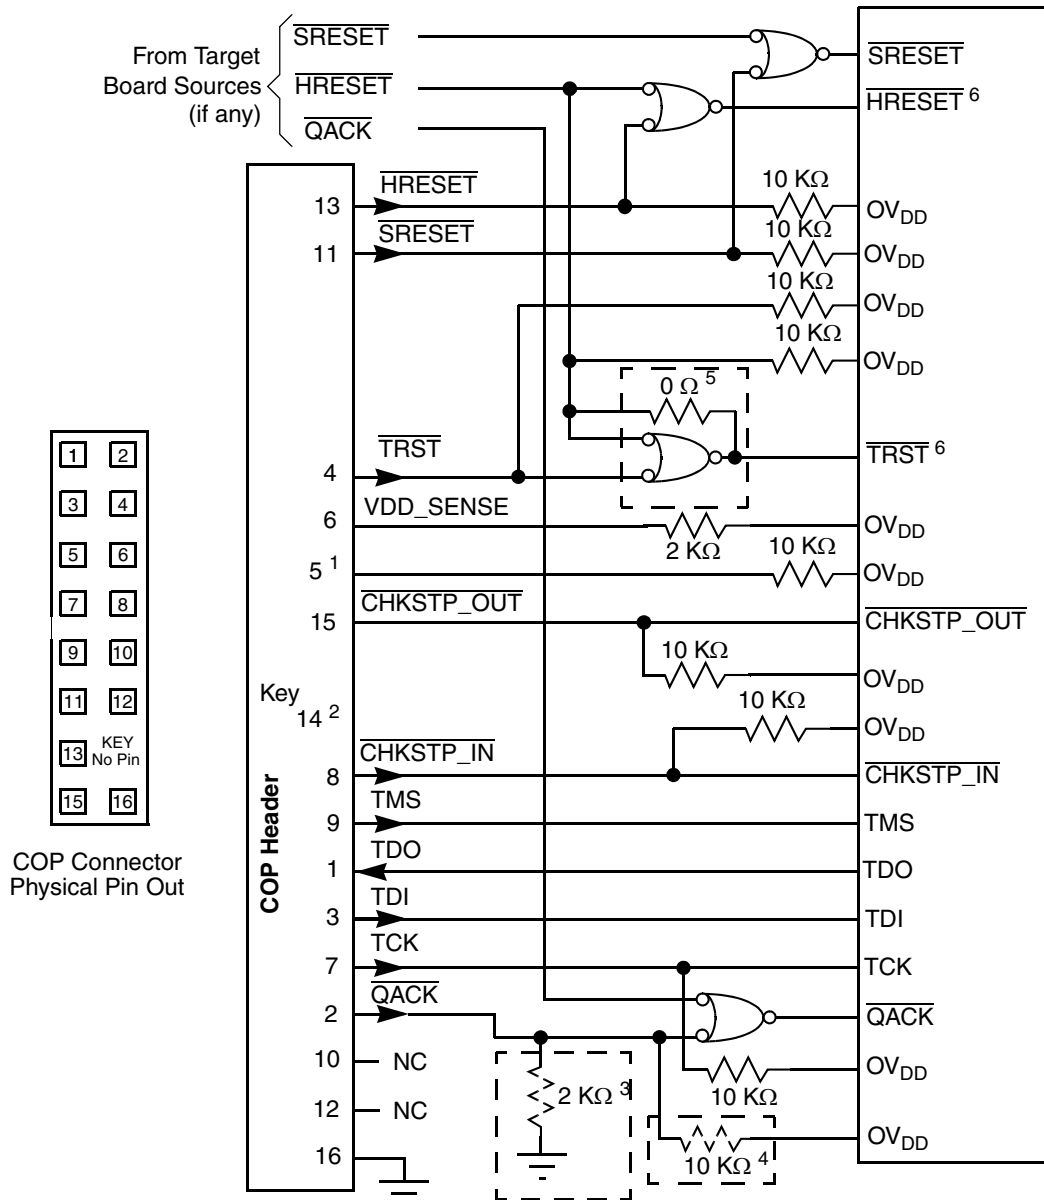 From Target
Board Sources
(if any)
SRESET
HRESET
QACK
SRESET
HRESET 6
13 HRESET 10 KΩ OVDD
11 SRESET 10 KΩ OVDD
10 KΩ OVDD
10 KΩ OVDD
0 Ω 5
4 TRST TRST 6
6 VDD_SENSE 2 KΩ OVDD
5 1 10 KΩ OVDD
15 CHKSTP_OUT CHKSTP_OUT
10 KΩ OVDD
Key
14 2
10 KΩ OVDD
8 CHKSTP_IN CHKSTP_IN
9 TMS TMS
1 TDO TDO
3 TDI TDI
7 TCK TCK
2 QACK QACK
10 NC
10 KΩ OVDD
12 NC
2 KΩ 3
10 KΩ 4 OVDD
16
COP Header
1 2
3 4
5 6
7 8
9 10
11 12
13 KEY
No Pin
15 16
COP Connector
Physical Pin Out